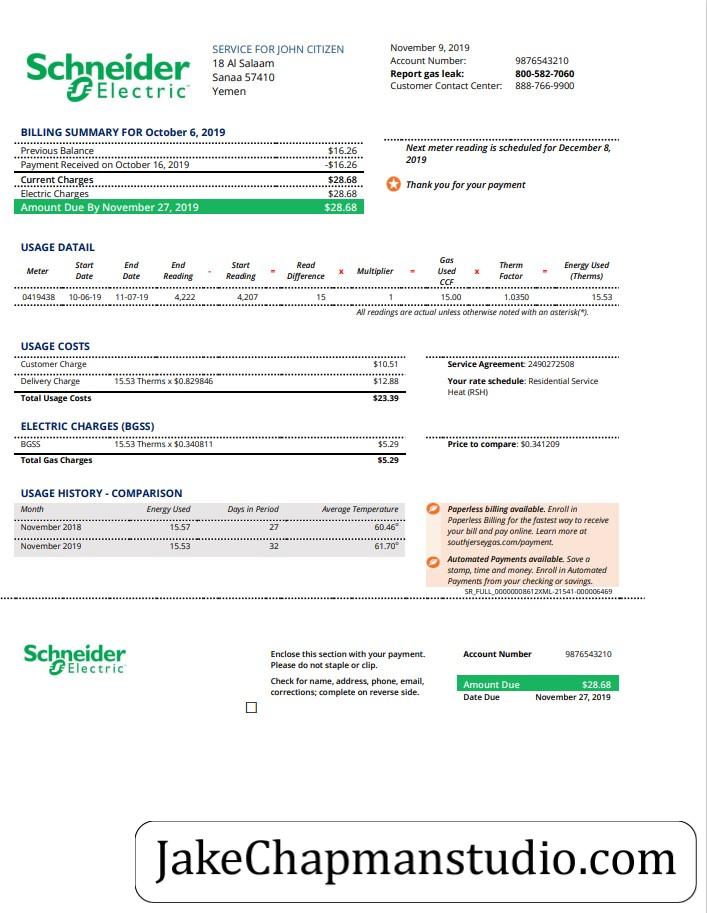 Schneider
Electric
SERVICE FOR JOHN CITIZEN
18 Al Salaam
Sanaa 57410
Yemen
November 9, 2019
Account Number: 9876543210
Report gas leak: 800-582-7060
Customer Contact Center: 888-766-9900
BILLING SUMMARY FOR October 6, 2019
Previous Balance $16.26
Payment Received on October 16, 2019 -$16.26
Current Charges $28.68
Electric Charges $28.68
Amount Due By November 27, 2019 $28.68
Next meter reading is scheduled for December 8,
2019
Thank you for your payment
USAGE DATAIL
Meter Start Date End Date End Reading - Start Reading = Read Difference x Multiplier = Gas Used CCF x Therm Factor = Energy Used (Therms)
0419438 10-06-19 11-07-19 4,222 4,207 15 1 15.00 1.0350 15.53
All readings are actual unless otherwise noted with an asterisk(*).
USAGE COSTS
Customer Charge $10.51
Delivery Charge 15.53 Therms x $0.829846 $12.88
Total Usage Costs $23.39
Service Agreement: 2490272508
Your rate schedule: Residential Service
Heat (RSH)
ELECTRIC CHARGES (BGSS)
BGSS 15.53 Therms x $0.340811 $5.29
Total Gas Charges $5.29
Price to compare: $0.341209
USAGE HISTORY - COMPARISON
Month Energy Used Days in Period Average Temperature
November 2018 15.57 27 60.46°
November 2019 15.53 32 61.70°
Paperless billing available. Enroll in
Paperless Billing for the fastest way to receive
your bill and pay online. Learn more at
southjerseygas.com/payment.
Automated Payments available. Save a
stamp, time and money. Enroll in Automated
Payments from your checking or savings.
SR_FULL_00000008612XML-21541-000006469
Schneider
Electric
Enclose this section with your payment.
Please do not staple or clip.
Check for name, address, phone, email,
corrections; complete on reverse side.
Account Number 9876543210
Amount Due $28.68
Date Due November 27, 2019
JakeChapmanstudio.com